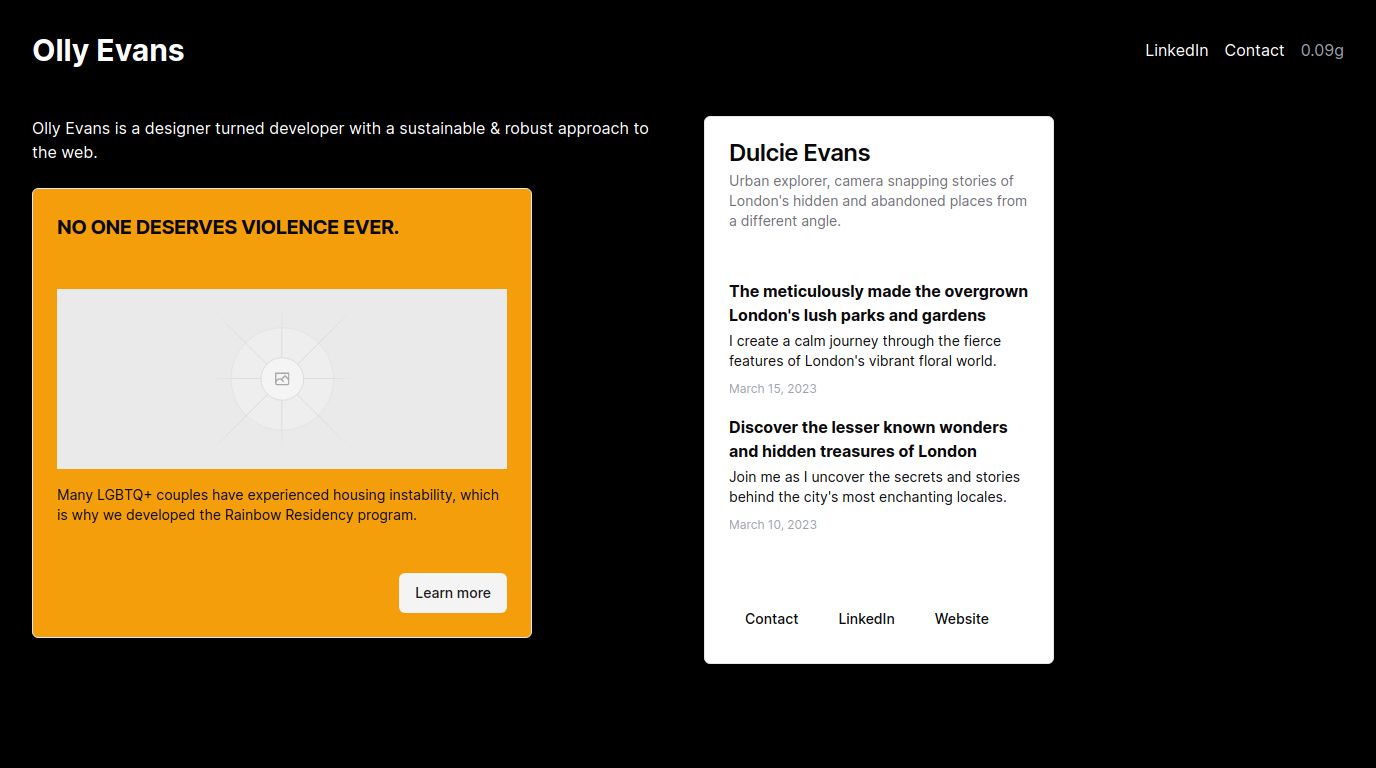 Olly Evans
LinkedIn Contact 0.09g
Olly Evans is a designer turned developer with a sustainable & robust approach to
the web.
NO ONE DESERVES VIOLENCE EVER.
Many LGBTQ+ couples have experienced housing instability, which
is why we developed the Rainbow Residency program.
Learn more
Dulcie Evans
Urban explorer, camera snapping stories of
London's hidden and abandoned places from
a different angle.
The meticulously made the overgrown
London's lush parks and gardens
I create a calm journey through the fierce
features of London's vibrant floral world.
March 15, 2023
Discover the lesser known wonders
and hidden treasures of London
Join me as I uncover the secrets and stories
behind the city's most enchanting locales.
March 10, 2023
Contact LinkedIn Website